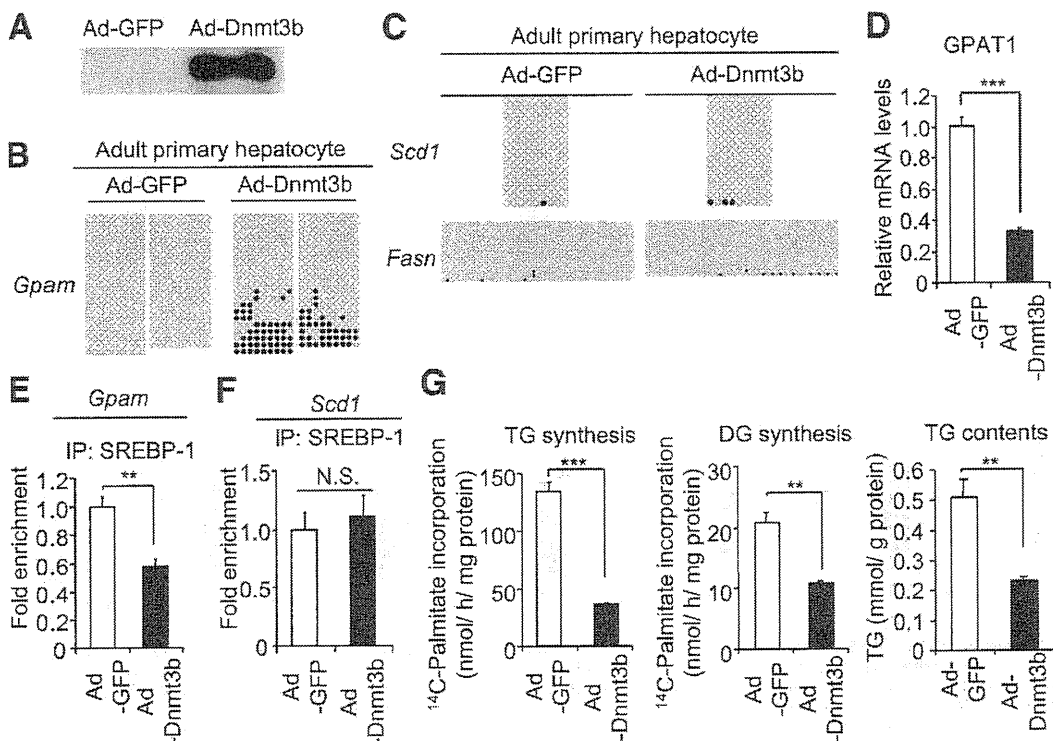 A
Ad-GFP Ad-Dnmt3b
B
Adult primary hepatocyte
Ad-GFP Ad-Dnmt3b
Gpam
C
Adult primary hepatocyte
Ad-GFP Ad-Dnmt3b
Scd1
Fasn
D
GPAT1
***
Relative mRNA levels
1.2
1.0
0.8
0.6
0.4
0.2
0
Ad
-GFP
Ad
-Dnmt3b
E
Gpam
IP: SREBP-1
**
Fold enrichment
1.2
1.0
0.8
0.6
0.4
0.2
0
Ad
-GFP
Ad
-Dnmt3b
F
Scd1
IP: SREBP-1
N.S.
Fold enrichment
1.5
1.0
0.5
0
Ad
-GFP
Ad
-Dnmt3b
G
TG synthesis
***
14C-Palmitate incorporation
(nmol/ h/ mg protein)
150
100
50
0
Ad
-GFP
Ad
-Dnmt3b
DG synthesis
**
14C-Palmitate incorporation
(nmol/ h/ mg protein)
30
20
10
0
Ad
-GFP
Ad
-Dnmt3b
TG contents
**
TG (mmol/ g protein)
0.6
0.5
0.4
0.3
0.2
0.1
0
Ad-
GFP
Ad-
Dnmt3b